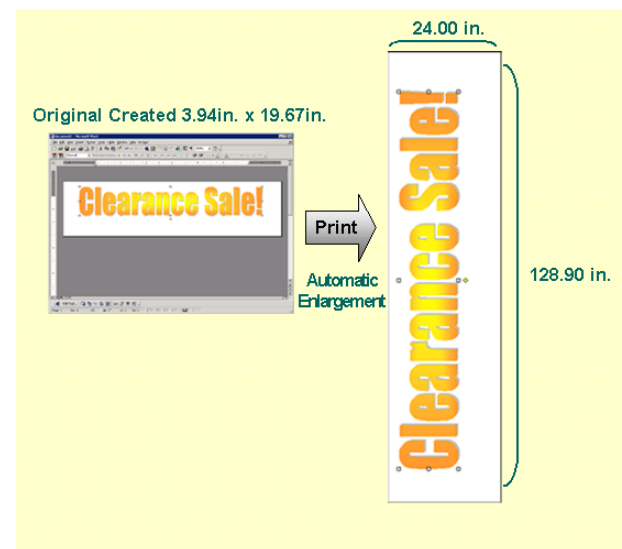 24.00 in.
Original Created 3.94in. x 19.67in.
Clearance Sale!
Print
Automatic
Enlargement
Clearance Sale!
128.90 in.